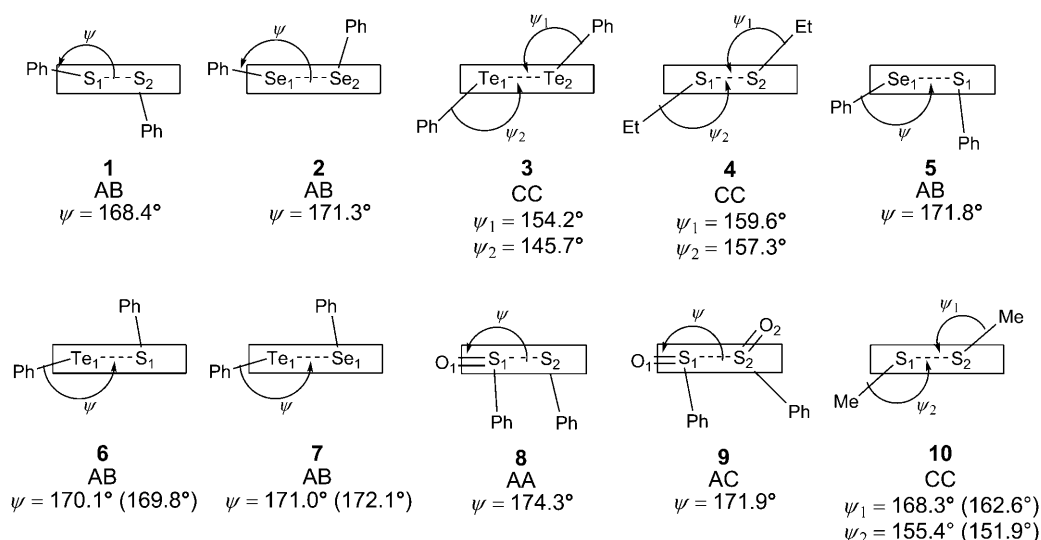 ψ
Ph S₁ S₂
Ph
1
AB
ψ = 168.4°
ψ
Ph
Ph Se₁ Se₂
2
AB
ψ = 171.3°
ψ₁
Ph
Te₁ Te₂
Ph
ψ₂
3
CC
ψ₁ = 154.2°
ψ₂ = 145.7°
ψ₁
Et
S₁ S₂
Et
ψ₂
4
CC
ψ₁ = 159.6°
ψ₂ = 157.3°
Se₁ S₁
Ph
ψ
Ph
5
AB
ψ = 171.8°
Ph
Te₁ S₁
Ph
ψ
6
AB
ψ = 170.1° (169.8°)
Ph
Te₁ Se₁
Ph
ψ
7
AB
ψ = 171.0° (172.1°)
ψ
O₁ S₁ S₂
Ph
Ph
8
AA
ψ = 174.3°
ψ
O₂
O₁ S₁ S₂
Ph
Ph
9
AC
ψ = 171.9°
ψ₁
Me
S₁ S₂
Me
ψ₂
10
CC
ψ₁ = 168.3° (162.6°)
ψ₂ = 155.4° (151.9°)